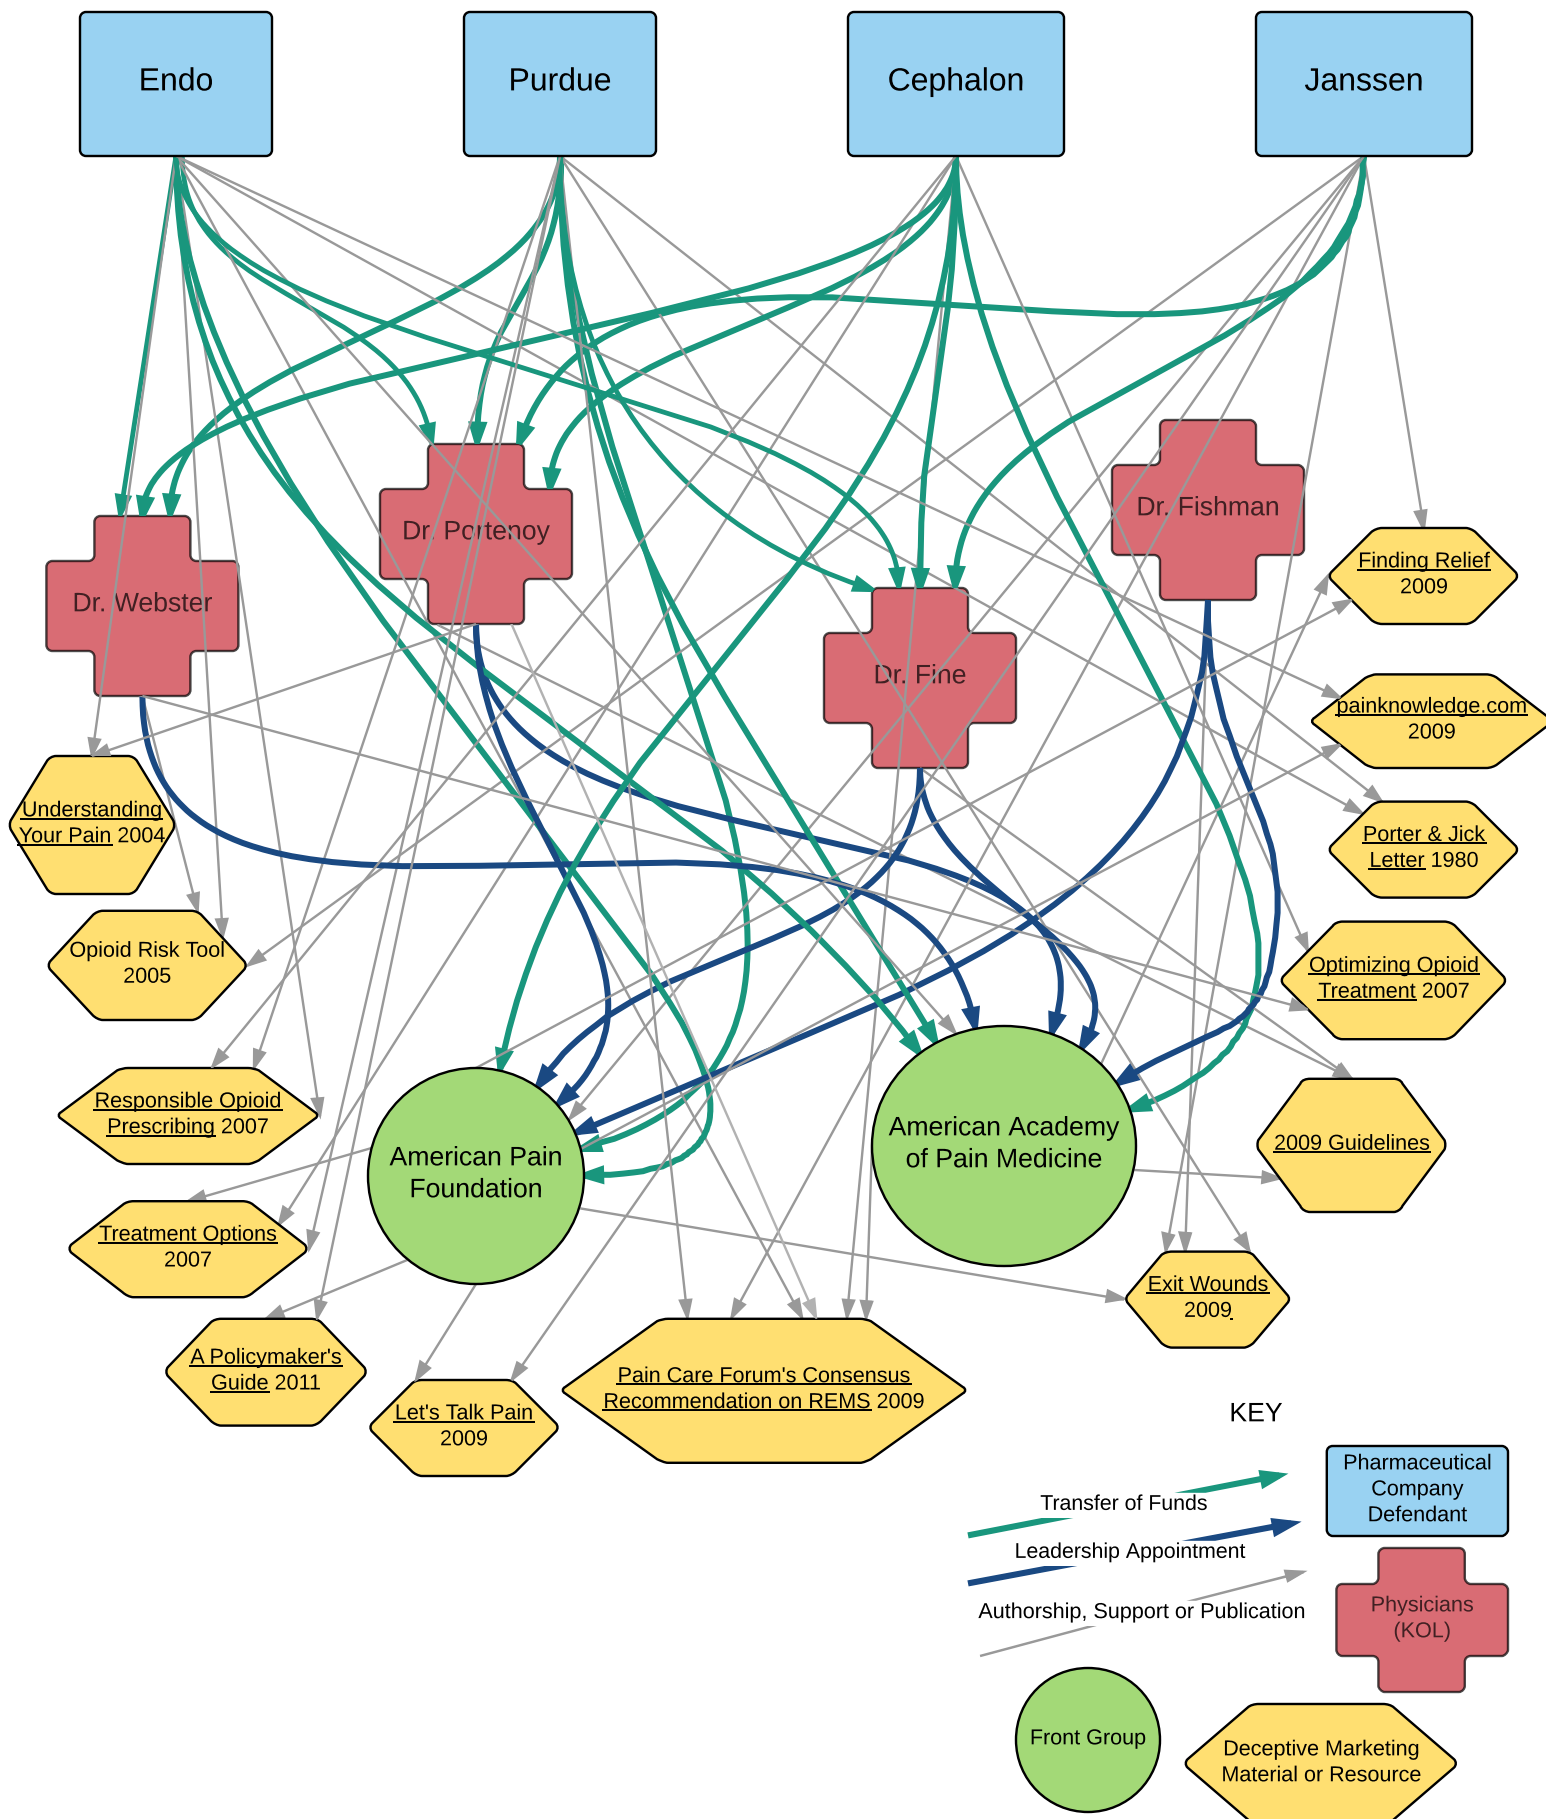 Endo
Purdue
Cephalon
Janssen
Dr. Portenoy
Dr. Fishman
Dr. Webster
Dr. Fine
Finding Relief
2009
painknowledge.com
2009
Understanding
Your Pain 2004
Porter & Jick
Letter 1980
Opioid Risk Tool
2005
Optimizing Opioid
Treatment 2007
Responsible Opioid
Prescribing 2007
American Pain
Foundation
American Academy
of Pain Medicine
2009 Guidelines
Treatment Options
2007
Exit Wounds
2009
A Policymaker's
Guide 2011
Let's Talk Pain
2009
Pain Care Forum's Consensus
Recommendation on REMS 2009
KEY
Transfer of Funds
Leadership Appointment
Authorship, Support or Publication
Pharmaceutical
Company
Defendant
Physicians
(KOL)
Front Group
Deceptive Marketing
Material or Resource